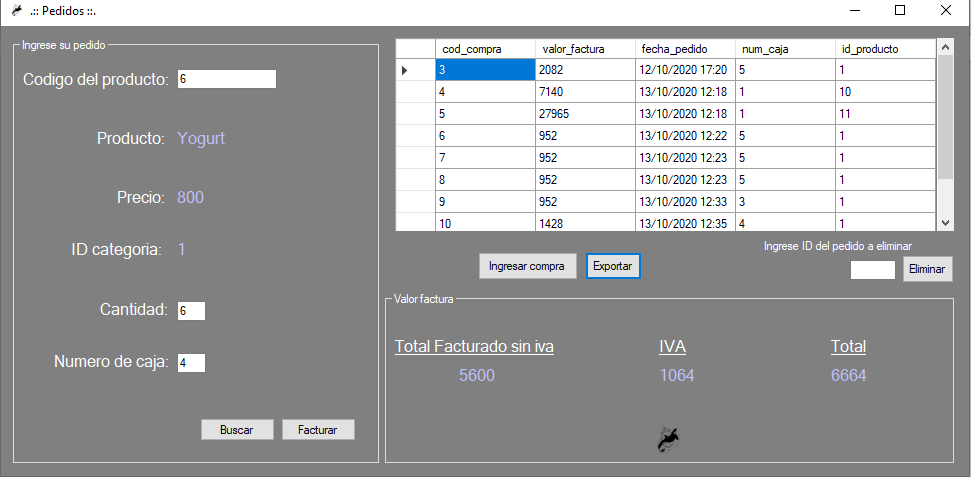 .:: Pedidos ::.
Ingrese su pedido
Codigo del producto: 6
Producto: Yogurt
Precio: 800
ID categoria: 1
Cantidad: 6
Numero de caja: 4
Buscar Facturar
cod_compra valor_factura fecha_pedido num_caja id_producto
3 2082 12/10/2020 17:20 5 1
4 7140 13/10/2020 12:18 1 10
5 27965 13/10/2020 12:18 1 11
6 952 13/10/2020 12:22 5 1
7 952 13/10/2020 12:23 5 1
8 952 13/10/2020 12:23 5 1
9 952 13/10/2020 12:33 3 1
10 1428 13/10/2020 12:35 4 1
Ingrese ID del pedido a eliminar
Ingresar compra Exportar Eliminar
Valor factura
Total Facturado sin iva IVA Total
5600 1064 6664